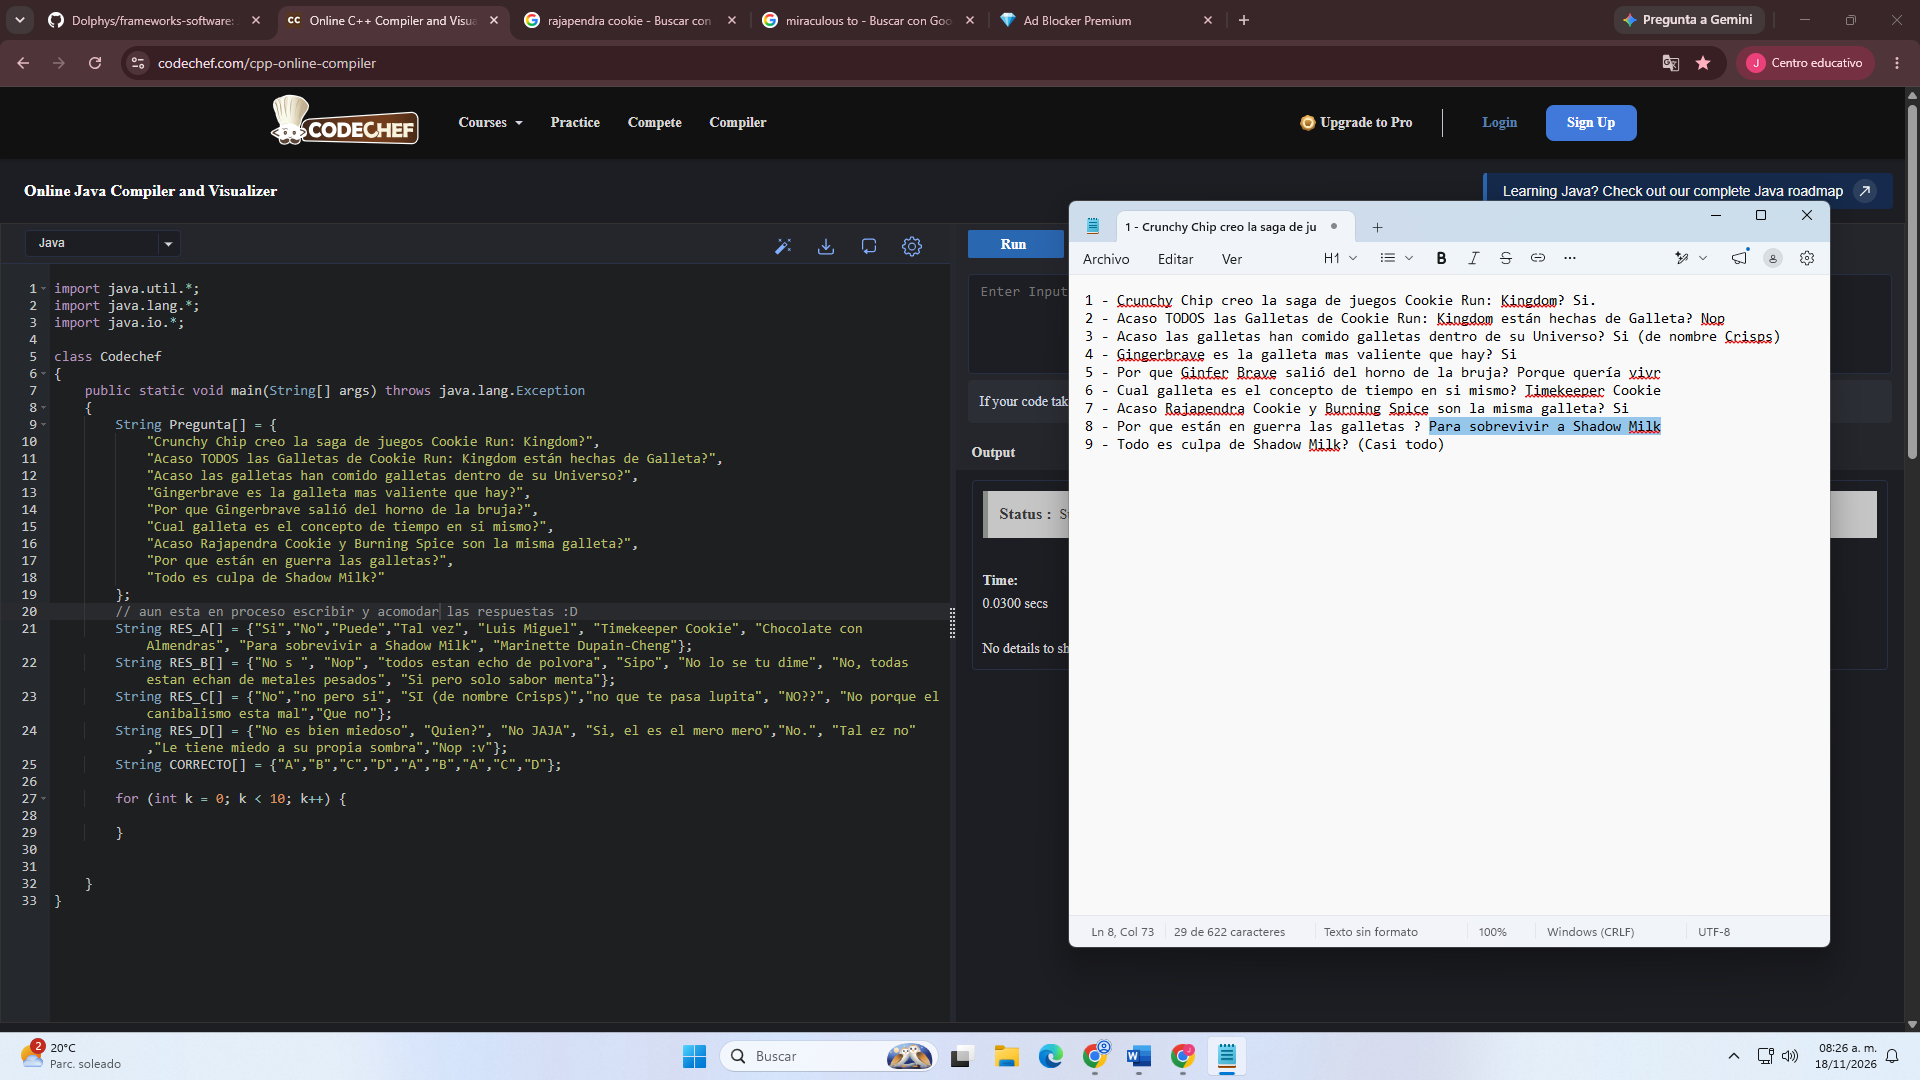 Dolphys/frameworks-software:
Online C++ Compiler and Visua
rajapendra cookie - Buscar con
miraculous to - Buscar con Goo
Ad Blocker Premium
Pregunta a Gemini
codechef.com/cpp-online-compiler
J Centro educativo
CODECHEF
Courses
Practice
Compete
Compiler
Upgrade to Pro
Login
Sign Up
Online Java Compiler and Visualizer
Learning Java? Check out our complete Java roadmap
Java
Run
1 import java.util.*;
2 import java.lang.*;
3 import java.io.*;
4
5 class Codechef
6 {
7 public static void main(String[] args) throws java.lang.Exception
8 {
9 String Pregunta[] = {
10 "Crunchy Chip creo la saga de juegos Cookie Run: Kingdom?",
11 "Acaso TODOS las Galletas de Cookie Run: Kingdom están hechas de Galleta?",
12 "Acaso las galletas han comido galletas dentro de su Universo?",
13 "Gingerbrave es la galleta mas valiente que hay?",
14 "Por que Gingerbrave salió del horno de la bruja?",
15 "Cual galleta es el concepto de tiempo en si mismo?",
16 "Acaso Rajapendra Cookie y Burning Spice son la misma galleta?",
17 "Por que están en guerra las galletas?",
18 "Todo es culpa de Shadow Milk?"
19 };
20 // aun esta en proceso escribir y acomodar las respuestas :D
21 String RES_A[] = {"Si","No","Puede","Tal vez", "Luis Miguel", "Timekeeper Cookie", "Chocolate con
Almendras", "Para sobrevivir a Shadow Milk", "Marinette Dupain-Cheng"};
22 String RES_B[] = {"No s ", "Nop", "todos estan echo de polvora", "Sipo", "No lo se tu dime", "No, todas
estan echan de metales pesados", "Si pero solo sabor menta"};
23 String RES_C[] = {"No","no pero si", "SI (de nombre Crisps)","no que te pasa lupita", "NO??", "No porque el
canibalismo esta mal","Que no"};
24 String RES_D[] = {"No es bien miedoso", "Quien?", "No JAJA", "Si, el es el mero mero","No.", "Tal ez no"
,"Le tiene miedo a su propia sombra","Nop :v"};
25 String CORRECTO[] = {"A","B","C","D","A","B","A","C","D"};
26
27 for (int k = 0; k < 10; k++) {
28
29 }
30
31
32 }
33 }
Enter Input
If your code tak
Output
Status :
Time:
0.0300 secs
No details to sh
1 - Crunchy Chip creo la saga de ju
Archivo
Editar
Ver
H1
B
I
S
1 - Crunchy Chip creo la saga de juegos Cookie Run: Kingdom? Si.
2 - Acaso TODOS las Galletas de Cookie Run: Kingdom están hechas de Galleta? Nop
3 - Acaso las galletas han comido galletas dentro de su Universo? Si (de nombre Crisps)
4 - Gingerbrave es la galleta mas valiente que hay? Si
5 - Por que Ginfer Brave salió del horno de la bruja? Porque quería vivr
6 - Cual galleta es el concepto de tiempo en si mismo? Timekeeper Cookie
7 - Acaso Rajapendra Cookie y Burning Spice son la misma galleta? Si
8 - Por que están en guerra las galletas ? Para sobrevivir a Shadow Milk
9 - Todo es culpa de Shadow Milk? (Casi todo)
Ln 8, Col 73
29 de 622 caracteres
Texto sin formato
100%
Windows (CRLF)
UTF-8
2
20°C
Parc. soleado
Buscar
08:26 a. m.
18/11/2026